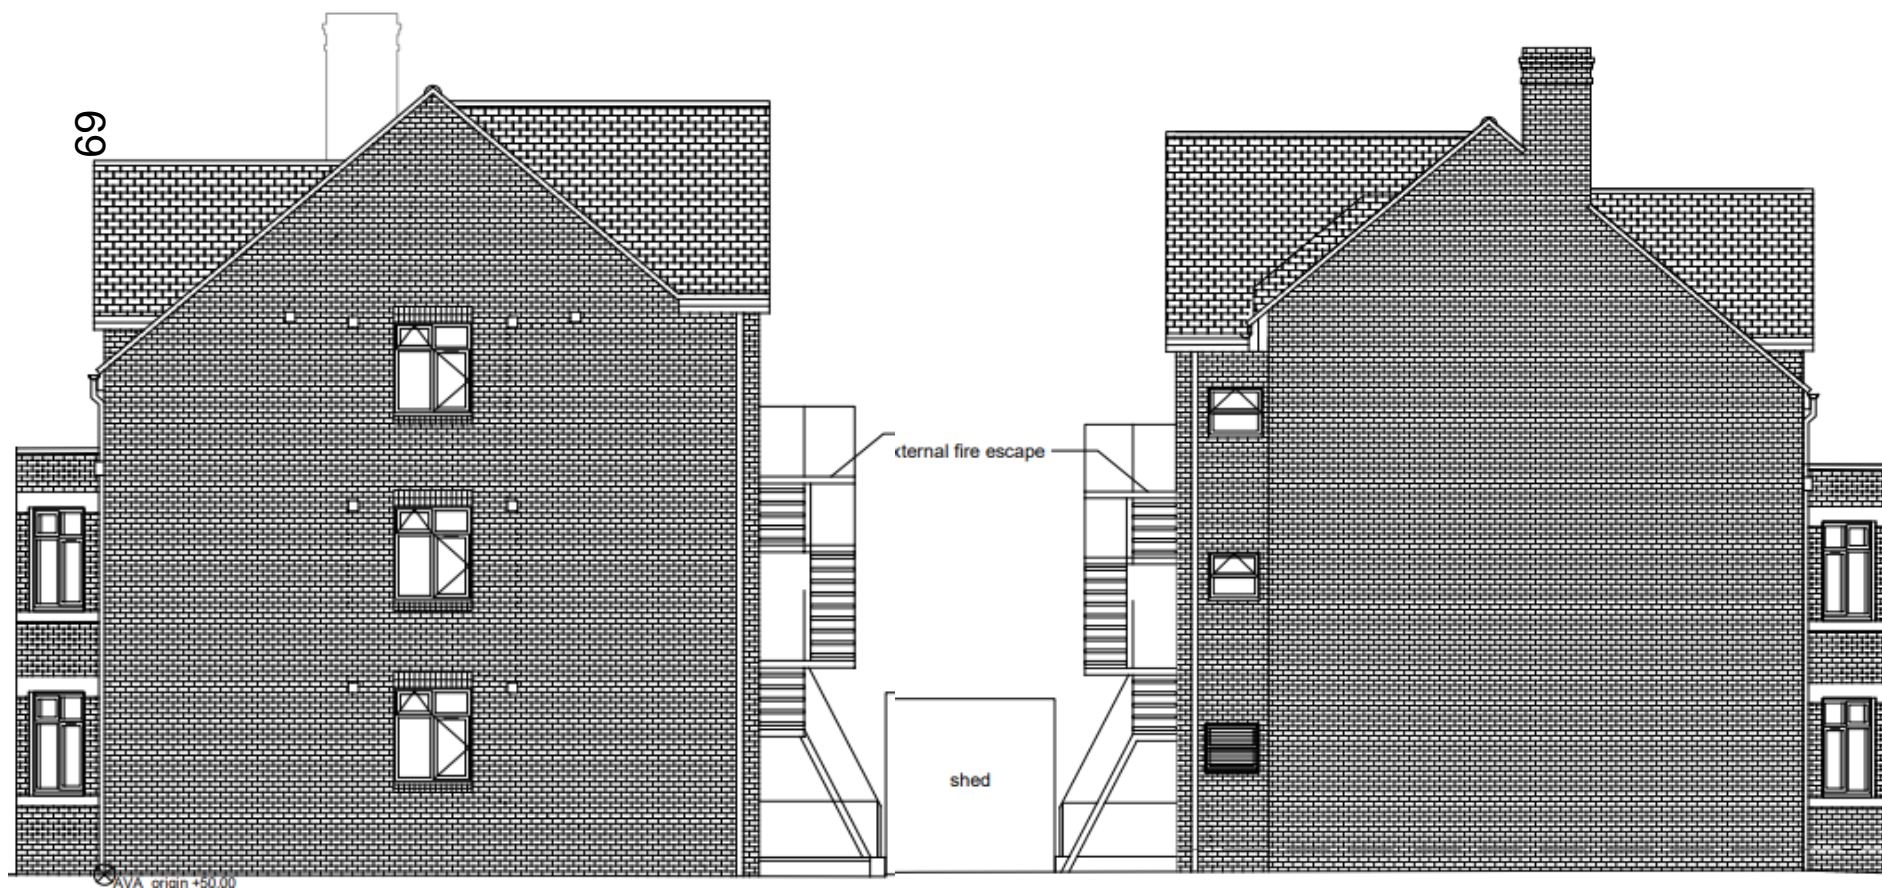 69
xternal fire escape
shed
AVA origin +50.00